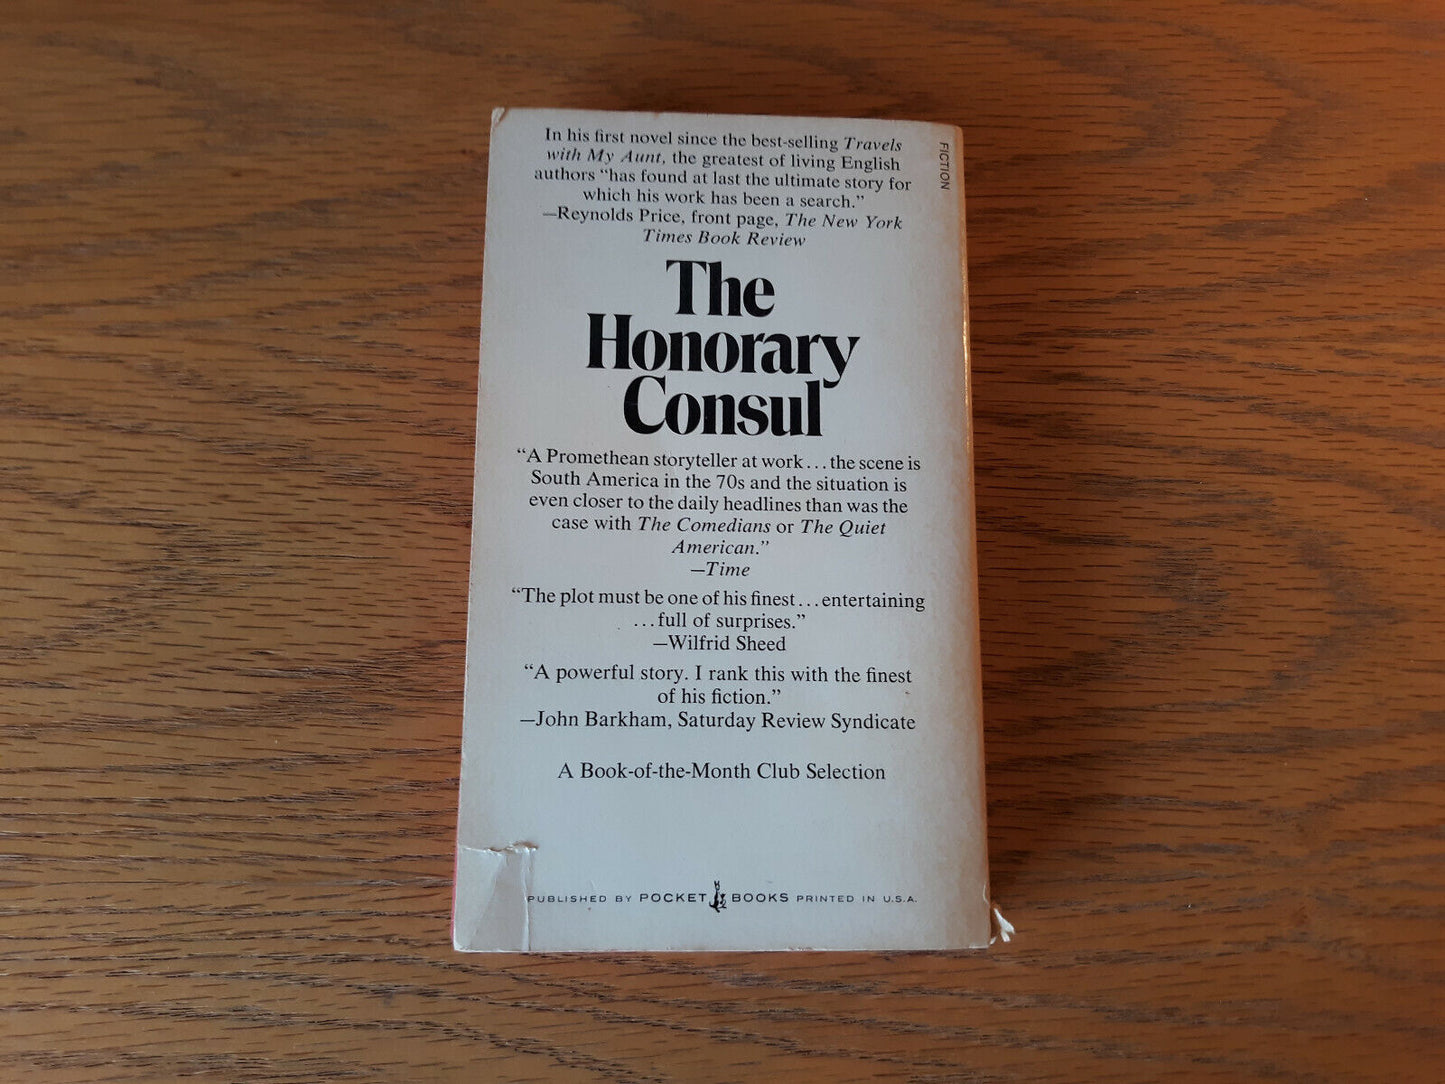 In his first novel since the best-selling Travels
with My Aunt, the greatest of living English
authors “has found at last the ultimate story for
which his work has been a search.”
—Reynolds Price, front page, The New York
Times Book Review
FICTION
The
Honorary
Consul
“A Promethean storyteller at work...the scene is
South America in the 70s and the situation is
even closer to the daily headlines than was the
case with The Comedians or The Quiet
American.”
—Time
“The plot must be one of his finest...entertaining
...full of surprises.”
—Wilfrid Sheed
“A powerful story. I rank this with the finest
of his fiction.”
—John Barkham, Saturday Review Syndicate
A Book-of-the-Month Club Selection
PUBLISHED BY POCKET BOOKS PRINTED IN U.S.A.